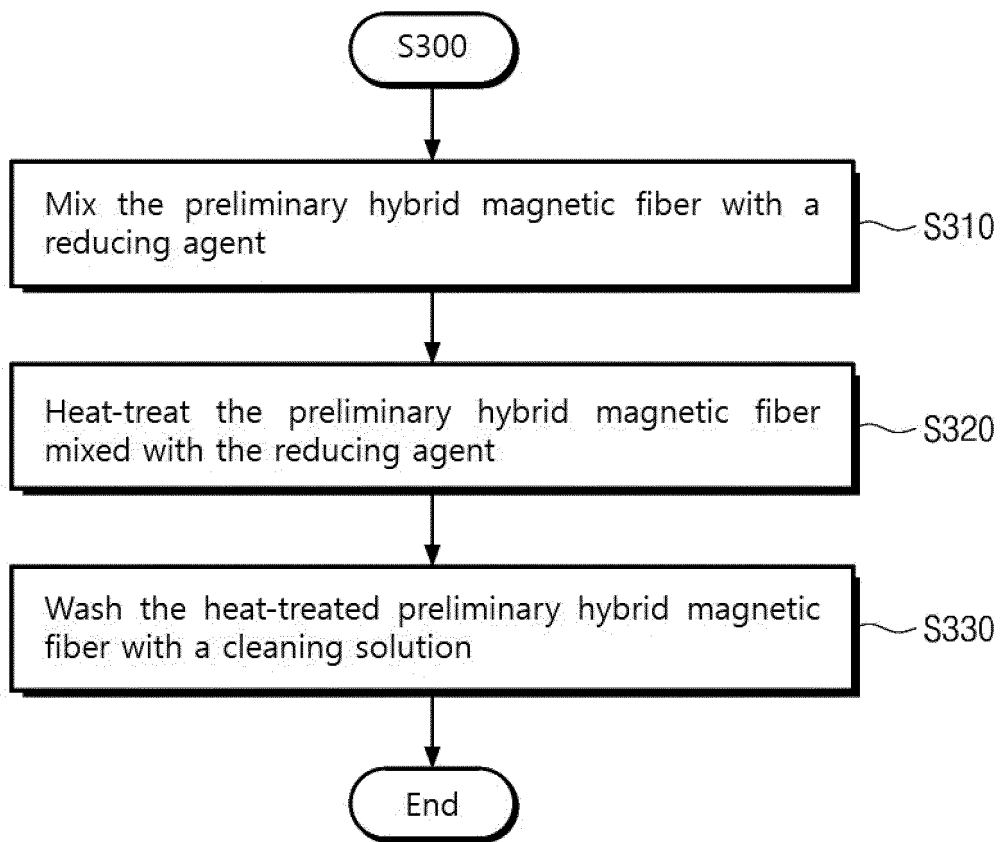 S300
Mix the preliminary hybrid magnetic fiber with a
reducing agent
S310
Heat-treat the preliminary hybrid magnetic fiber
mixed with the reducing agent
S320
Wash the heat-treated preliminary hybrid magnetic
fiber with a cleaning solution
S330
End